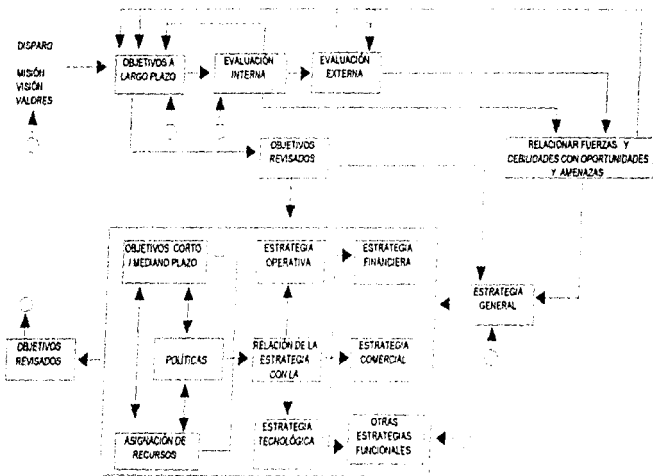 DISPARO
MISIÓN
VISIÓN
VALORES
OBJETIVOS A
LARGO PLAZO
EVALUACIÓN
INTERNA
EVALUACIÓN
EXTERNA
OBJETIVOS
REVISADOS
RELACIONAR FUERZAS Y
DEBILIDADES CON OPORTUNIDADES
Y AMENAZAS
OBJETIVOS CORTO
/ MEDIANO PLAZO
ESTRATEGIA
OPERATIVA
ESTRATEGIA
FINANCIERA
ESTRATEGIA
GENERAL
OBJETIVOS
REVISADOS
POLÍTICAS
RELACIÓN DE LA
ESTRATEGIA
CON LA
ESTRATEGIA
COMERCIAL
ASIGNACIÓN DE
RECURSOS
ESTRATEGIA
TECNOLÓGICA
OTRAS
ESTRATEGIAS
FUNCIONALES